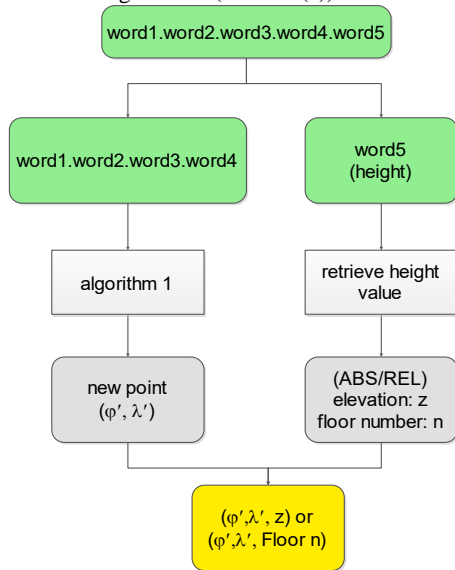 word1.word2.word3.word4.word5
word1.word2.word3.word4
word5
(height)
algorithm 1
retrieve height
value
new point
(φ′, λ′)
(ABS/REL)
elevation: z
floor number: n
(φ′,λ′, z) or
(φ′,λ′, Floor n)